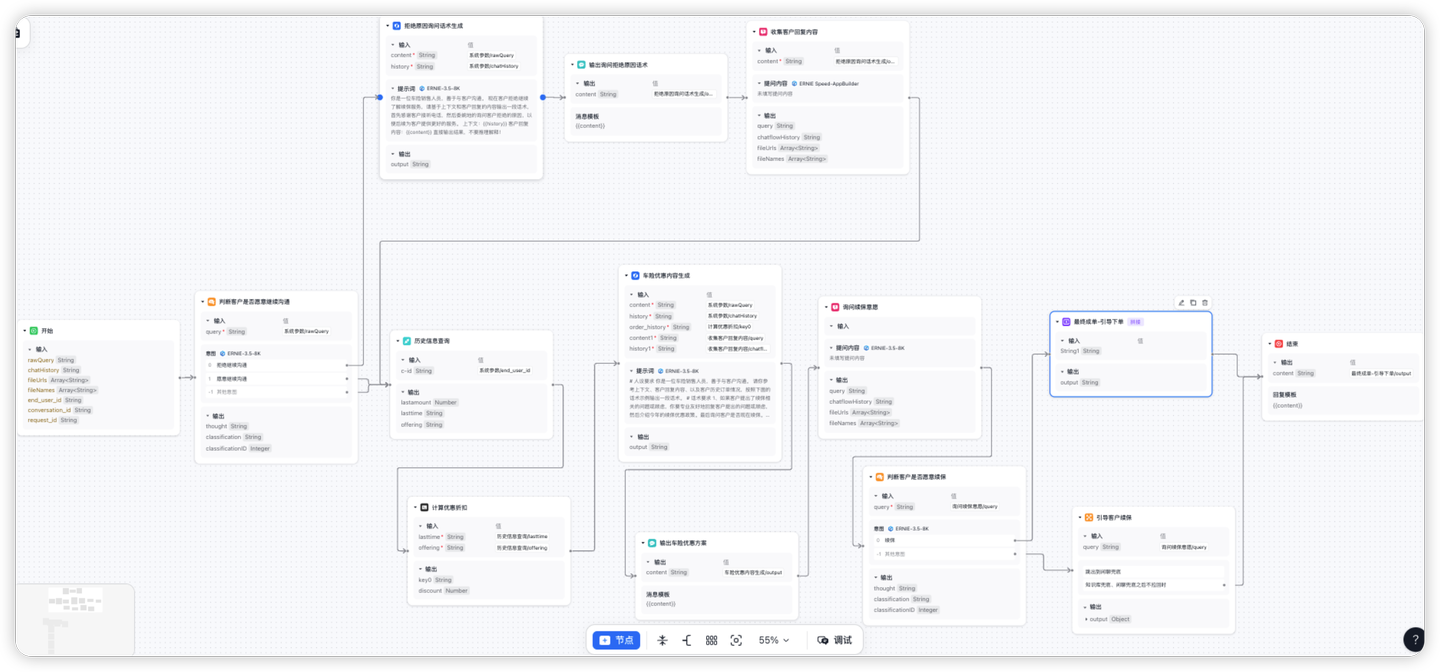 拒绝原因询问话术生成
输入 值
content* String 系统参数/rawQuery
history* String 系统参数/chatHistory
提示词 ERNIE-3.5-8K
输出
output String
输出询问拒绝原因话术
输出 值
content String 拒绝原因询问话术生成/o...
消息模板
{{content}}
收集客户回复内容
输入 值
content* String 拒绝原因询问话术生成/o...
提问内容 ERNIE Speed-AppBuilder
未填写提问内容
输出
query String
chatflowHistory String
fileUrls Array<String>
fileNames Array<String>
开始
输入
rawQuery String
chatHistory String
fileUrls Array<String>
fileNames Array<String>
end_user_id String
conversation_id String
request_id String
判断客户是否愿意继续沟通
输入 值
query* String 系统参数/rawQuery
意图 ERNIE-3.5-8K
0 拒绝继续沟通
1 愿意继续沟通
-1 其他意图
输出
thought String
classification String
classificationID Integer
历史信息查询
输入 值
c-id String 系统参数/end_user_id
输出
lastamount Number
lasttime String
offering String
计算优惠折扣
输入 值
lasttime* String 历史信息查询/lasttime
offering* String 历史信息查询/offering
输出
key0 String
discount Number
车险优惠内容生成
输入 值
content* String 系统参数/rawQuery
history* String 系统参数/chatHistory
order_history* String 计算优惠折扣/key0
content1* String 收集客户回复内容/query
history1* String 收集客户回复内容/chatfl...
提示词 ERNIE-3.5-8K
输出
output String
输出车险优惠方案
输出 值
content String 车险优惠内容生成/output
消息模板
{{content}}
询问续保意愿
输入
提问内容 ERNIE-3.5-8K
未填写提问内容
输出
query String
chatflowHistory String
fileUrls Array<String>
fileNames Array<String>
判断客户是否愿意续保
输入 值
query* String 询问续保意愿/query
意图 ERNIE-3.5-8K
0 续保
-1 其他意图
输出
thought String
classification String
classificationID Integer
最终成单-引导下单
输入 值
String1 String
输出
output String
引导客户续保
输入 值
query String 询问续保意愿/query
输出
output Object
结束
输出 值
content String 最终成单-引导下单/output
回复模板
{{content}}
节点 55% 调试
?